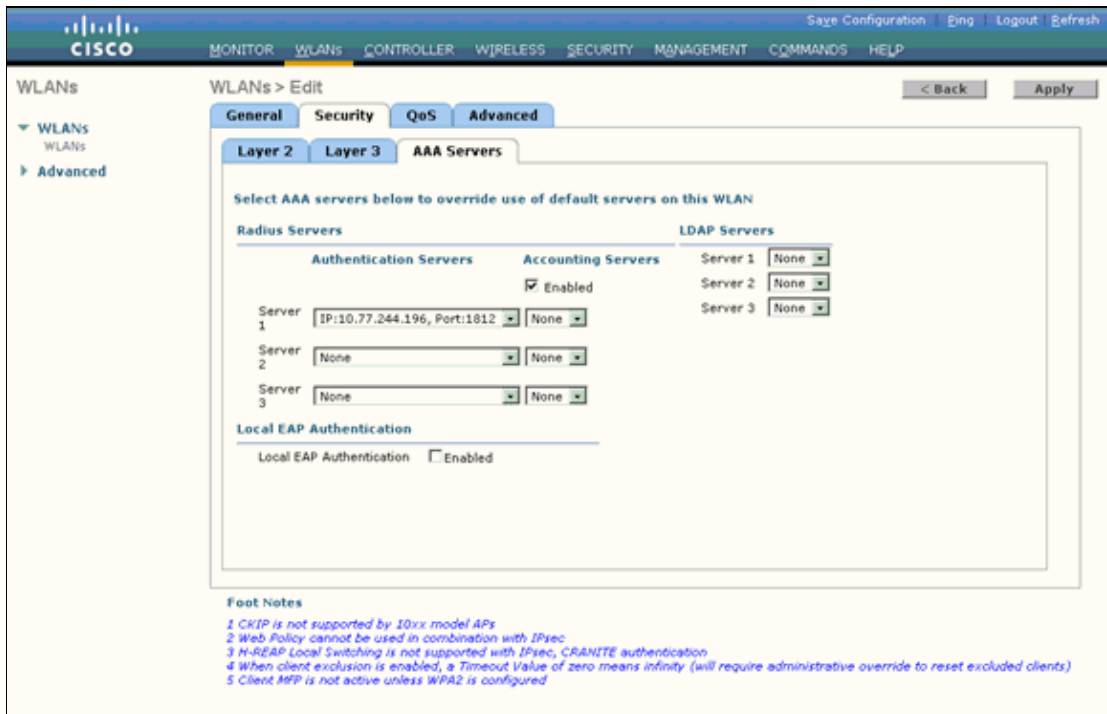 Save Configuration | Ping | Logout | Refresh
CISCO
MONITOR WLANs CONTROLLER WIRELESS SECURITY MANAGEMENT COMMANDS HELP
WLANs
WLANs > Edit
< Back
Apply
General Security QoS Advanced
WLANs
WLANs
Advanced
Layer 2 Layer 3 AAA Servers
Select AAA servers below to override use of default servers on this WLAN
Radius Servers
LDAP Servers
Authentication Servers Accounting Servers
Enabled
Server 1 IP:10.77.244.196, Port:1812 None
Server 2 None None
Server 3 None None
Server 1 None
Server 2 None
Server 3 None
Local EAP Authentication
Local EAP Authentication Enabled
Foot Notes
1 CKIP is not supported by 10xx model APs
2 Web Policy cannot be used in combination with IPsec
3 H-REAP Local Switching is not supported with IPsec, CRANITE authentication
4 When client exclusion is enabled, a Timeout Value of zero means infinity (will require administrative override to reset excluded clients)
5 Client MFP is not active unless WPA2 is configured